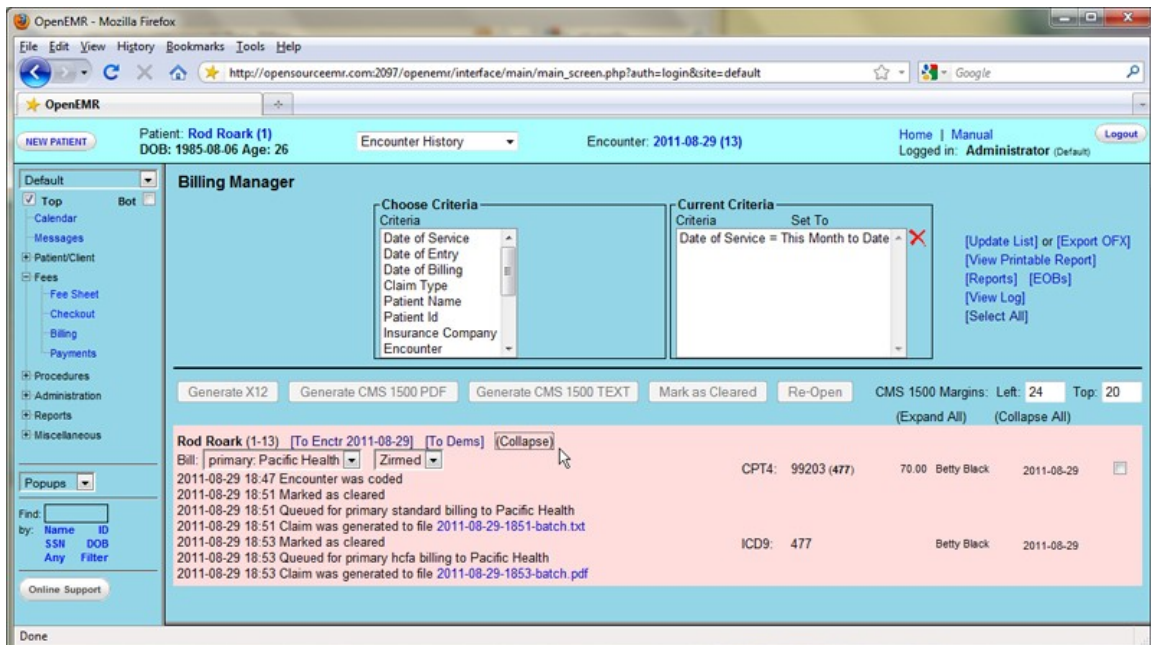 OpenEMR - Mozilla Firefox
File Edit View History Bookmarks Tools Help
http://opensourceemr.com:2097/openemr/interface/main/main_screen.php?auth=login&site=default
Google
OpenEMR
NEW PATIENT
Patient: Rod Roark (1)
DOB: 1985-08-06 Age: 26
Encounter History
Encounter: 2011-08-29 (13)
Home | Manual
Logged in: Administrator (Default)
Logout
Default
Top Bot
Calendar
Messages
Patient/Client
Fees
Fee Sheet
Checkout
Billing
Payments
Procedures
Administration
Reports
Miscellaneous
Popups
Find:
by: Name ID
SSN DOB
Any Filter
Online Support
Billing Manager
Choose Criteria
Criteria
Date of Service
Date of Entry
Date of Billing
Claim Type
Patient Name
Patient Id
Insurance Company
Encounter
Current Criteria
Criteria Set To
Date of Service = This Month to Date
[Update List] or [Export OFX]
[View Printable Report]
[Reports] [EOBs]
[View Log]
[Select All]
Generate X12 Generate CMS 1500 PDF Generate CMS 1500 TEXT Mark as Cleared Re-Open CMS 1500 Margins: Left: 24 Top: 20
(Expand All) (Collapse All)
Rod Roark (1-13) [To Enctr 2011-08-29] [To Dems] (Collapse)
Bill: primary: Pacific Health Zirmed
2011-08-29 18:47 Encounter was coded
2011-08-29 18:51 Marked as cleared
2011-08-29 18:51 Queued for primary standard billing to Pacific Health
2011-08-29 18:51 Claim was generated to file 2011-08-29-1851-batch.txt
2011-08-29 18:53 Marked as cleared
2011-08-29 18:53 Queued for primary hcfa billing to Pacific Health
2011-08-29 18:53 Claim was generated to file 2011-08-29-1853-batch.pdf
CPT4: 99203 (477) 70.00 Betty Black 2011-08-29
ICD9: 477 Betty Black 2011-08-29
Done